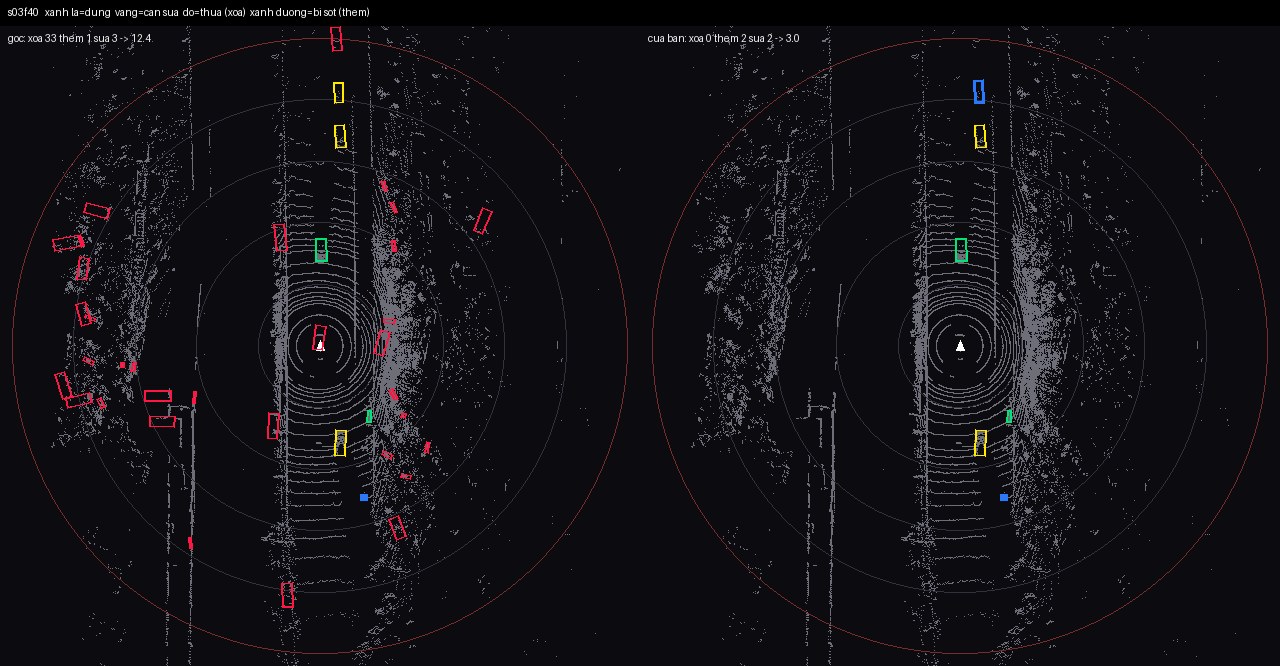 s03f40 xanh la=dung vang=can sua do=thua (xoa) xanh duong=bi sot (them)
goc: xoa 33 them 1 sua 3 -> 12.4
cua ban: xoa 0 them 2 sua 2 -> 3.0